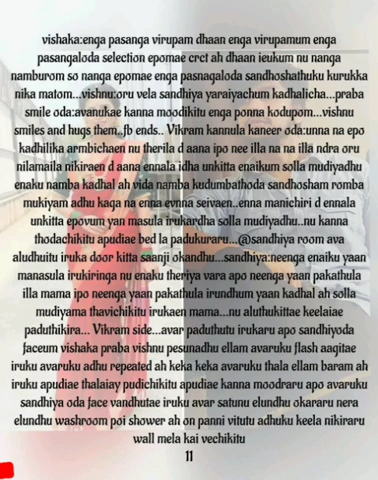 vishaka:enga pasanga virupam dhaan enga virupamum enga
pasangaloda selection epomae crct ah dhaan ieukum nu nanga
namburom so nanga epomae enga pasnagaloda sandhoshathuku kurukka
nika matom...vishnu:oru vela sandhiya yaraiyachum kadhalicha...praba
smile oda:avanukae kanna moodikitu enga ponna kodupom...vishnu
smiles and hugs them..fb ends.. Vikram kannula kaneer oda:unna na epo
kadhilika armbichaen nu therila d aana ipo nee illa na na illa ndra oru
nilamaila nikiraen d aana ennala idha unkitta enaikum solla mudiyadhu
enaku namba kadhal ah vida namba kudumbathoda sandhosham romba
mukiyam adhu kaga na enna evnna seivaen..enna manichiri d ennala
unkitta epovum yan masula irukardha solla mudiyadhu..nu kanna
thodachikitu apudiae bed la padukuraru...@sandhiya room ava
aludhuitu iruka door kitta saanji okandhu...sandhiya:neenga enaiku yaan
manasula irukiringa nu enaku theriya vara apo neenga yaan pakathula
illa mama ipo neenga yaan pakathula irundhum yaan kadhal ah solla
mudiyama thavichikitu irukaen mama...nu aluthukittae keelaiae
paduthikira... Vikram side...avar paduthutu irukaru apo sandhiyoda
faceum vishaka praba vishnu pesunadhu ellam avaruku flash aagitae
iruku avaruku adhu repeated ah keka keka avaruku thala ellam baram ah
iruku apudiae thalaiay pudichikitu apudiae kanna moodraru apo avaruku
sandhiya oda face vandhutae iruku avar satunu elundhu okararu nera
elundhu washroom poi shower ah on panni vitutu adhuku keela nikiraru
wall mela kai vechikitu
11